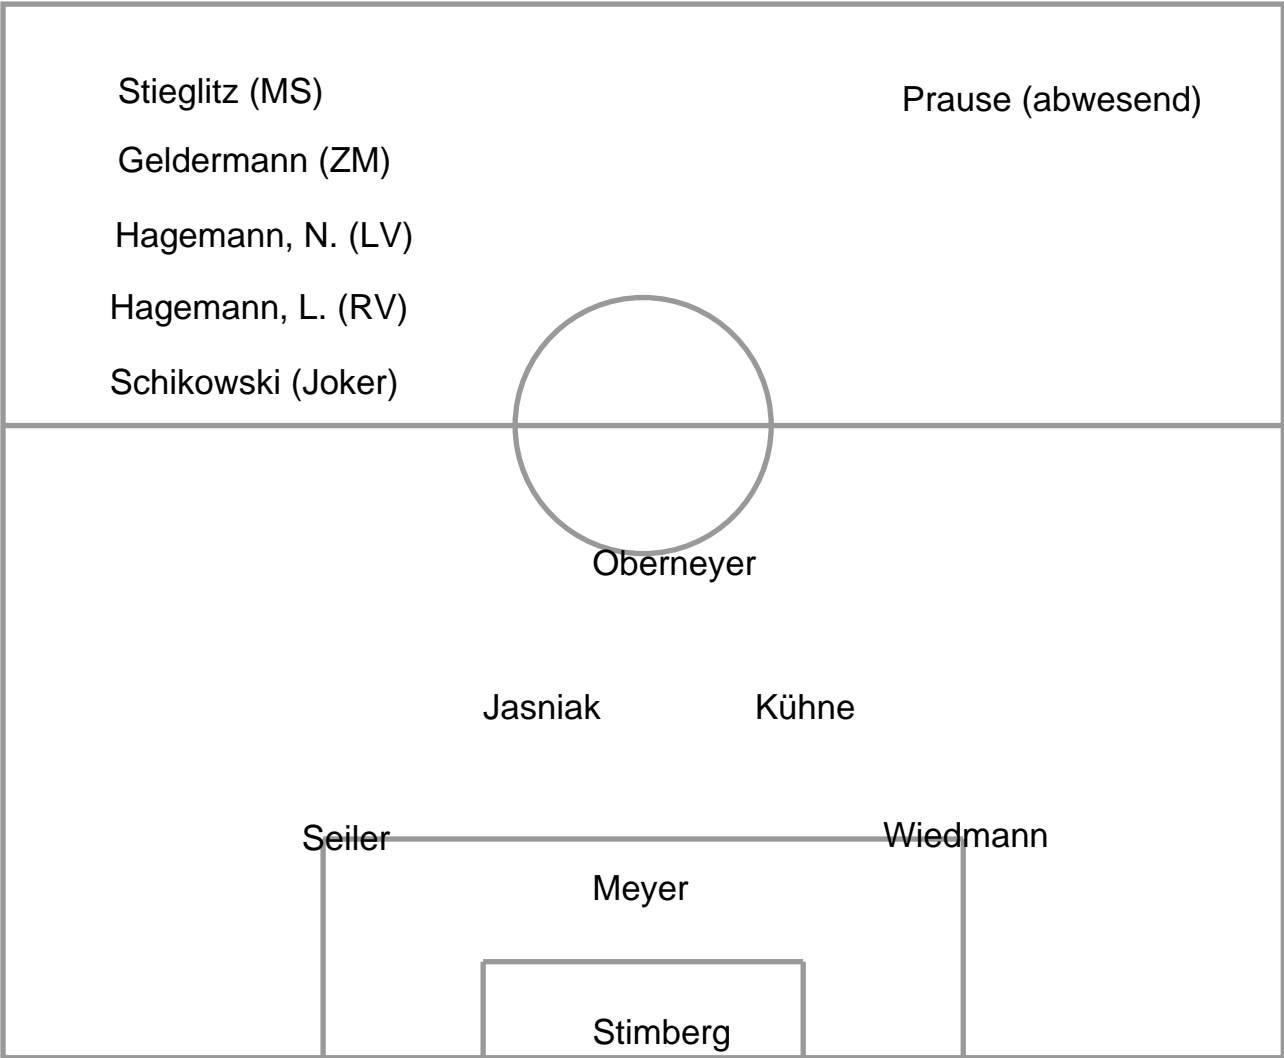 Stieglitz (MS)
Prause (abwesend)
Geldermann (ZM)
Hagemann, N. (LV)
Hagemann, L. (RV)
Schikowski (Joker)
Oberneyer
Jasniak
Kühne
Seiler
Wiedmann
Meyer
Stimberg